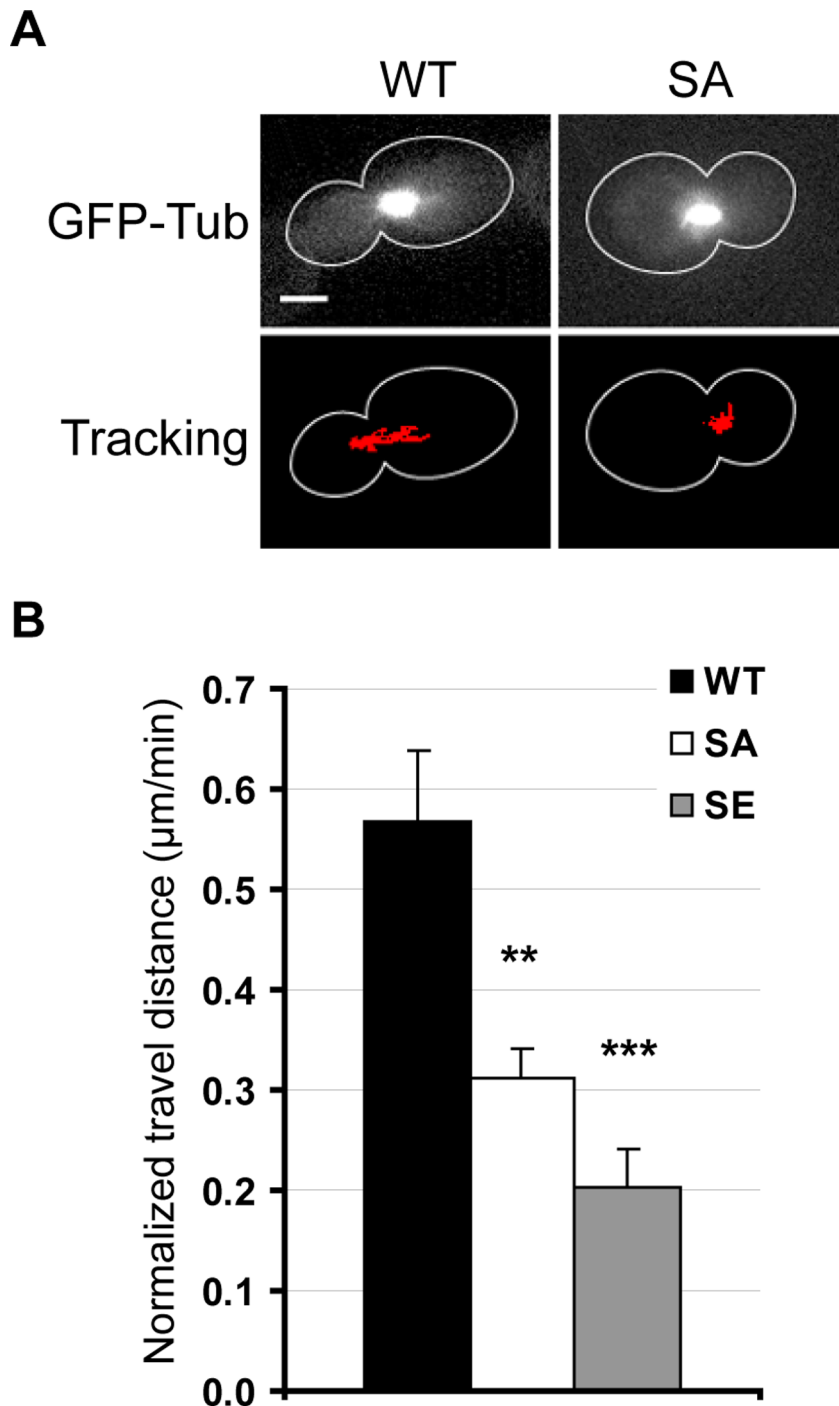 A
WT SA
GFP-Tub
Tracking
B
Normalized travel distance (µm/min)
0.7
0.6
0.5
0.4
0.3
0.2
0.1
0.0
WT
SA
SE
**
***